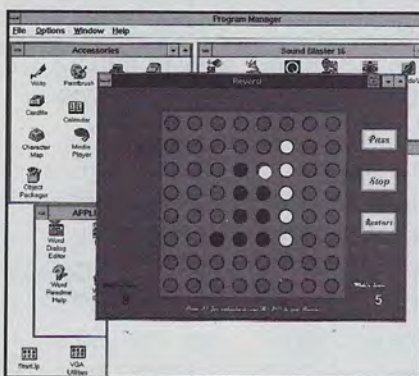 Program Manager
File Options Window Help
Accessories
Sound Blaster 16
Write
Paintbrush
Reversi
Cardfile
Calendar
Character Map
Media Player
Object Packager
Pass
Stop
Restart
APPL
Word Dialog Editor
Word Readme Help
8
5
StartUp
VGA Utilities